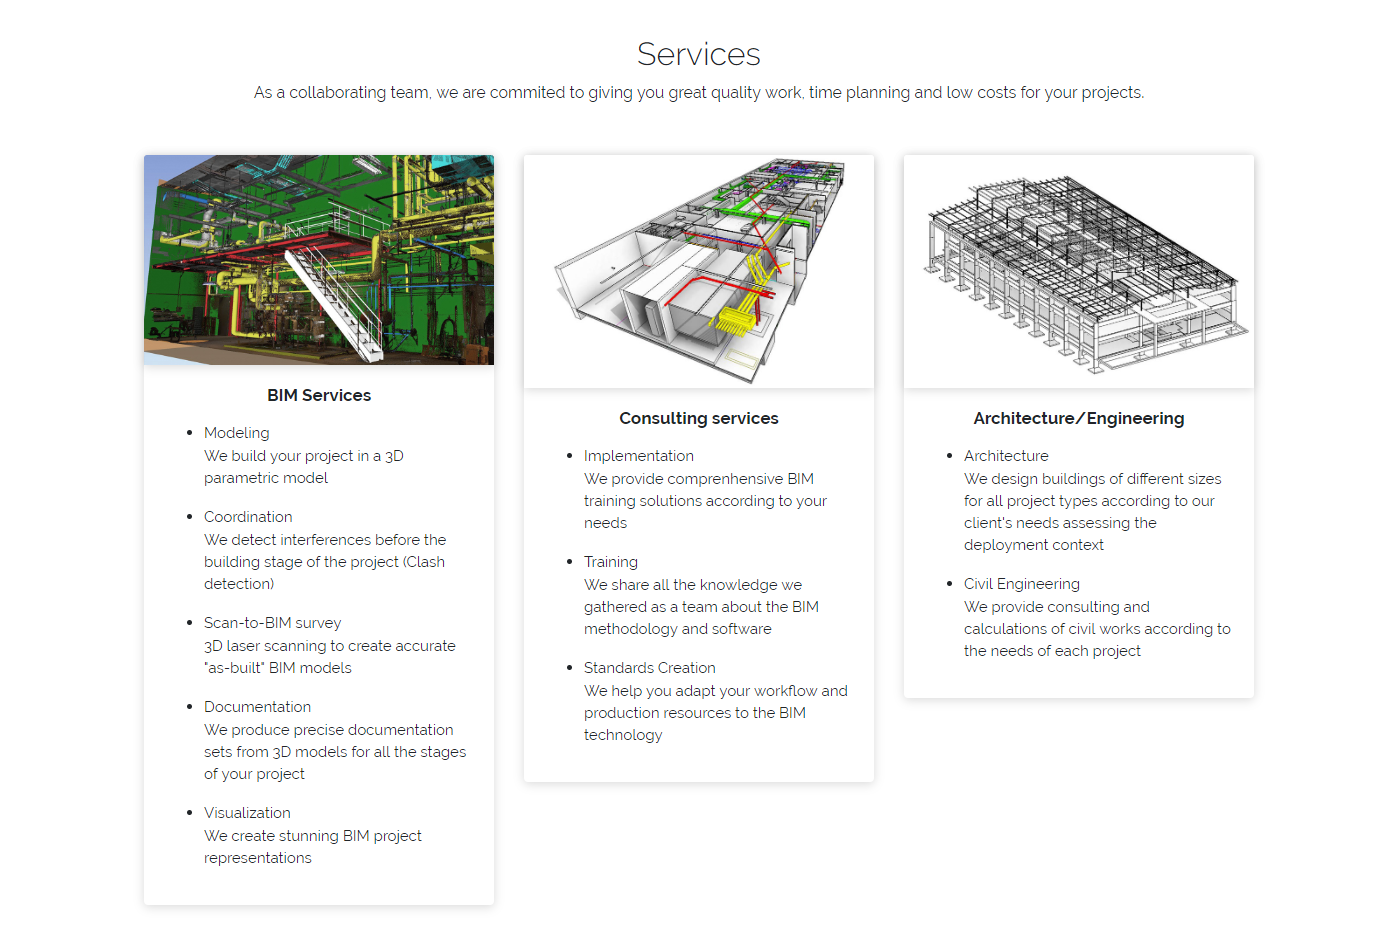 Services
As a collaborating team, we are commited to giving you great quality work, time planning and low costs for your projects.
BIM Services
Modeling
We build your project in a 3D
parametric model
Coordination
We detect interferences before the
building stage of the project (Clash
detection)
Scan-to-BIM survey
3D laser scanning to create accurate
"as-built" BIM models
Documentation
We produce precise documentation
sets from 3D models for all the stages
of your project
Visualization
We create stunning BIM project
representations
Consulting services
Implementation
We provide comprenhensive BIM
training solutions according to your
needs
Training
We share all the knowledge we
gathered as a team about the BIM
methodology and software
Standards Creation
We help you adapt your workflow and
production resources to the BIM
technology
Architecture/Engineering
Architecture
We design buildings of different sizes
for all project types according to our
client's needs assessing the
deployment context
Civil Engineering
We provide consulting and
calculations of civil works according to
the needs of each project